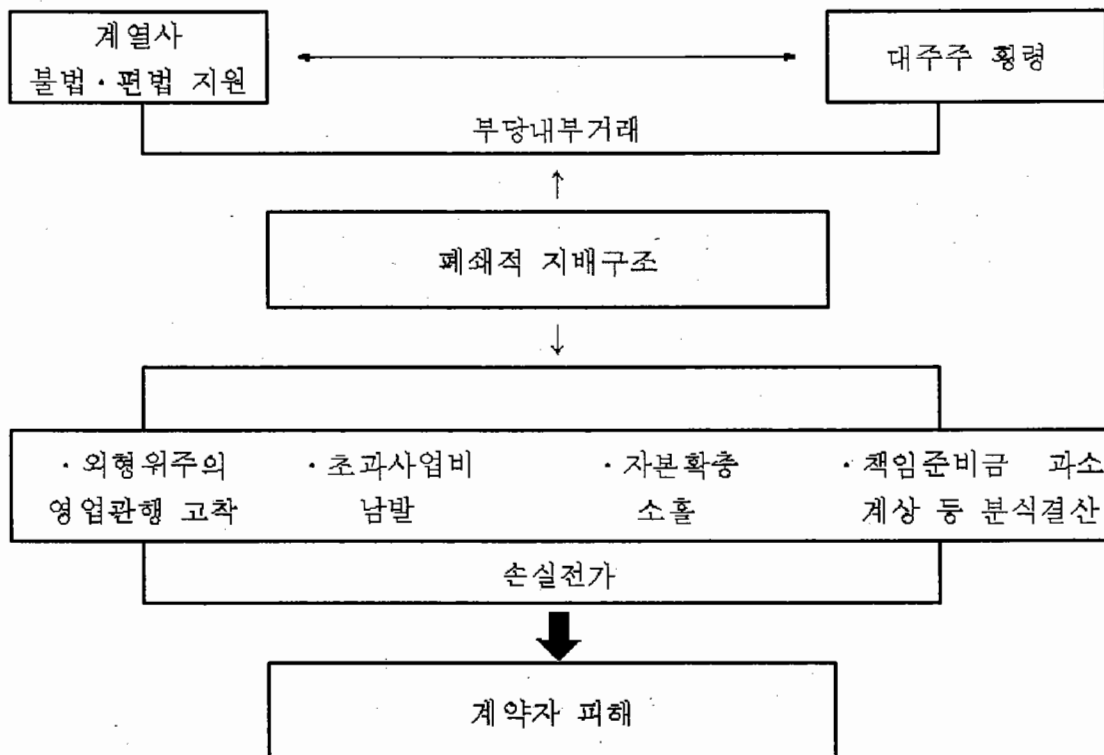 계열사
불법·편법 지원
대주주 횡령
부당내부거래
↑
폐쇄적 지배구조
↓
·외형위주의
영업관행 고착
·초과사업비
남발
·자본확충
소홀
·책임준비금 과소
계상 등 분식결산
손실전가
계약자 피해